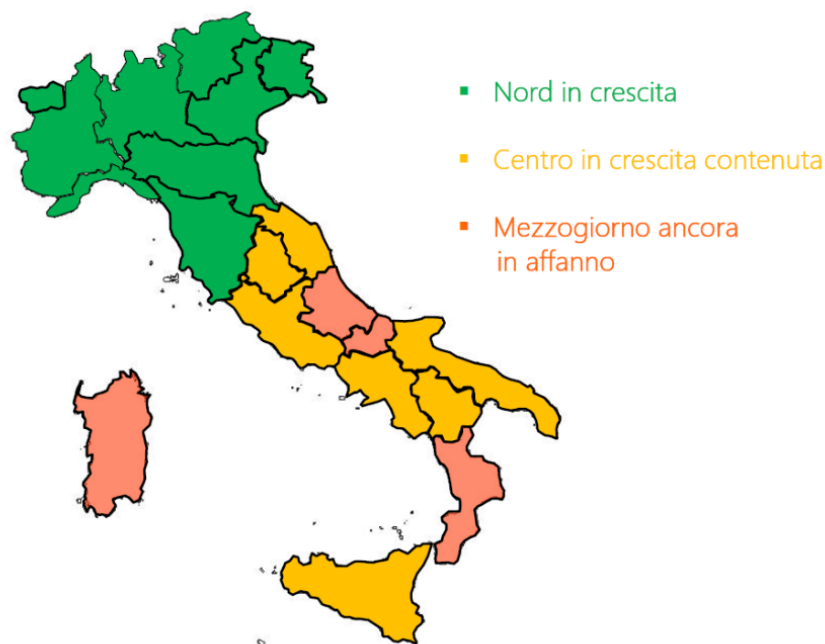 Nord in crescita
Centro in crescita contenuta
Mezzogiorno ancora
in affanno